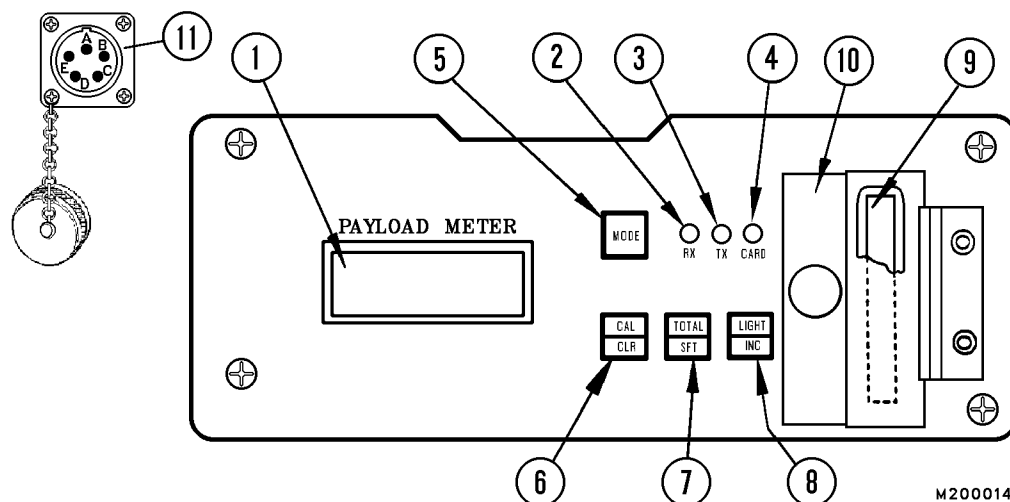 11
A
B
C
D
E
1
5
2
3
4
10
9
PAYLOAD METER
MODE
RX
TX
CARD
CAL
CLR
TOTAL
SFT
LIGHT
INC
6
7
8
M200014